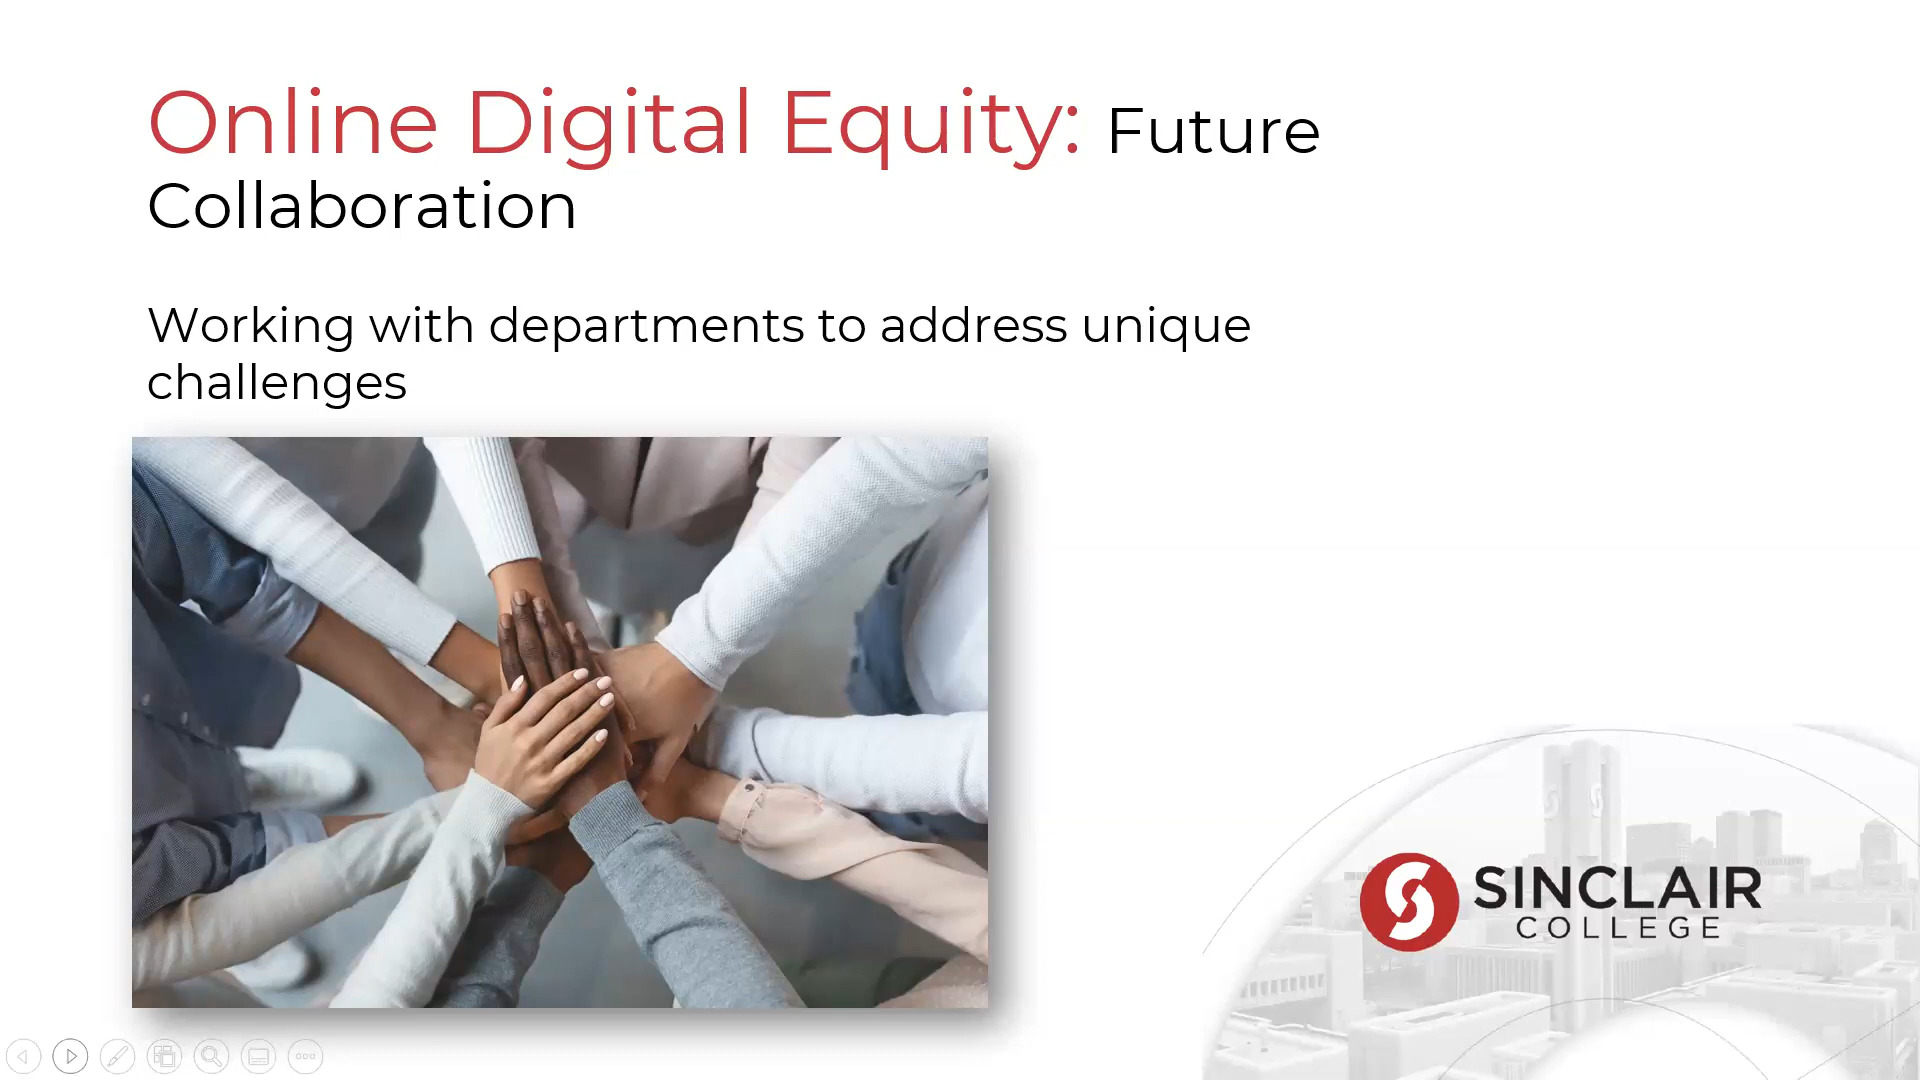 Online Digital Equity: Future
Collaboration
Working with departments to address unique
challenges
SINCLAIR
COLLEGE